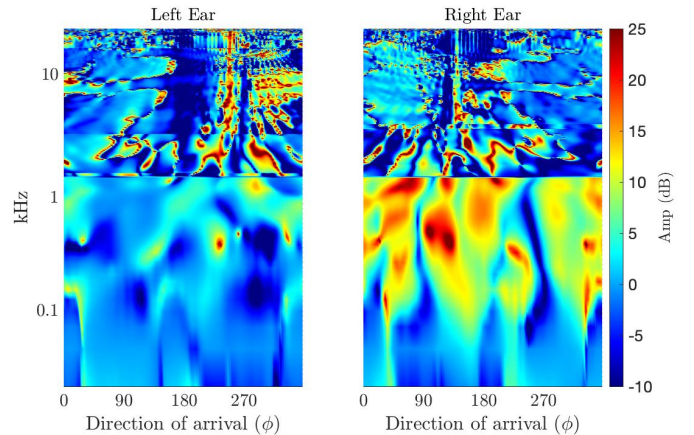 Left Ear
Right Ear
kHz
10
1
0.1
0 90 180 270
0 90 180 270
Direction of arrival (ϕ)
Direction of arrival (ϕ)
25
20
15
10
5
0
-5
-10
Amp (dB)